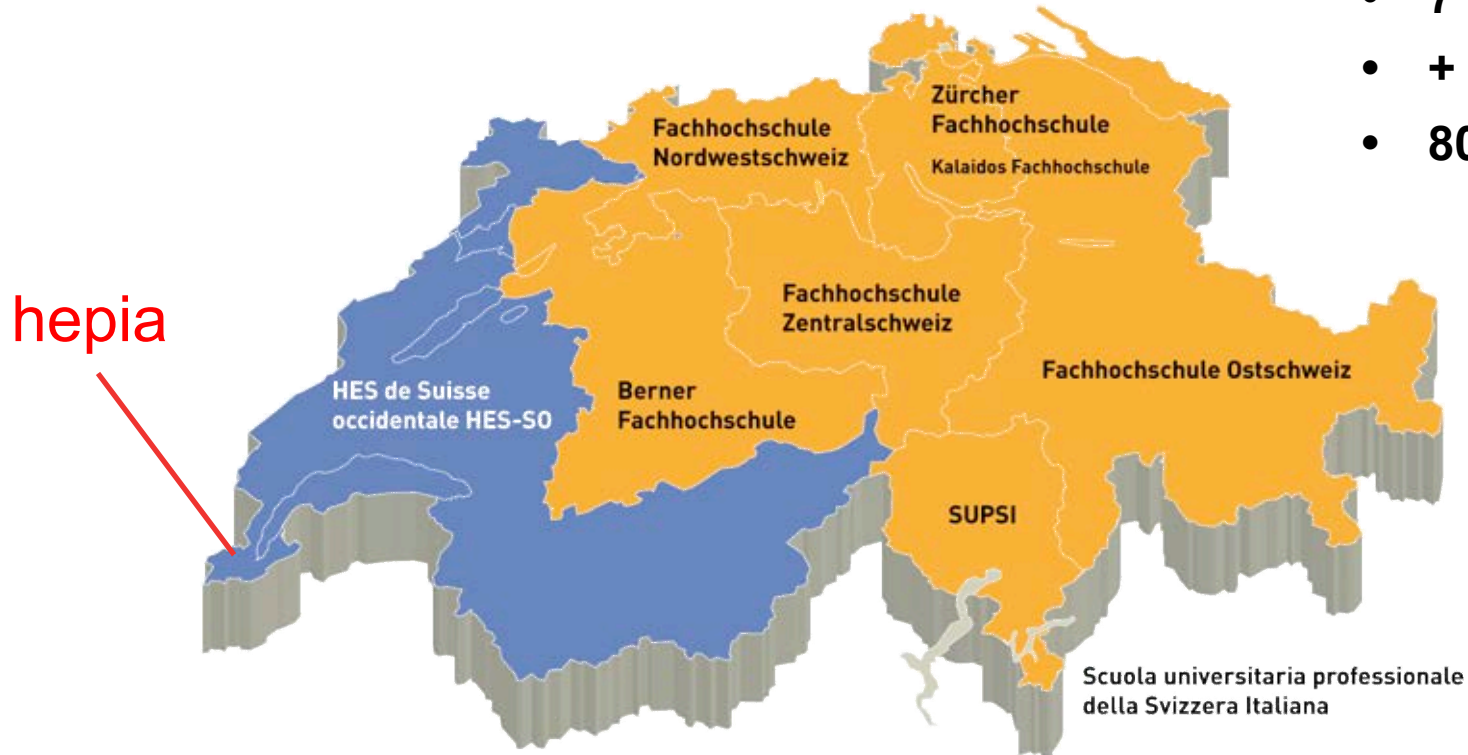 +
80
Zürcher
Fachhochschule
Kalaidos Fachhochschule
Fachhochschule
Nordwestschweiz
hepia
Fachhochschule
Zentralschweiz
Fachhochschule Ostschweiz
HES de Suisse
occidentale HES-SO
Berner
Fachhochschule
SUPSI
Scuola universitaria professionale
della Svizzera Italiana